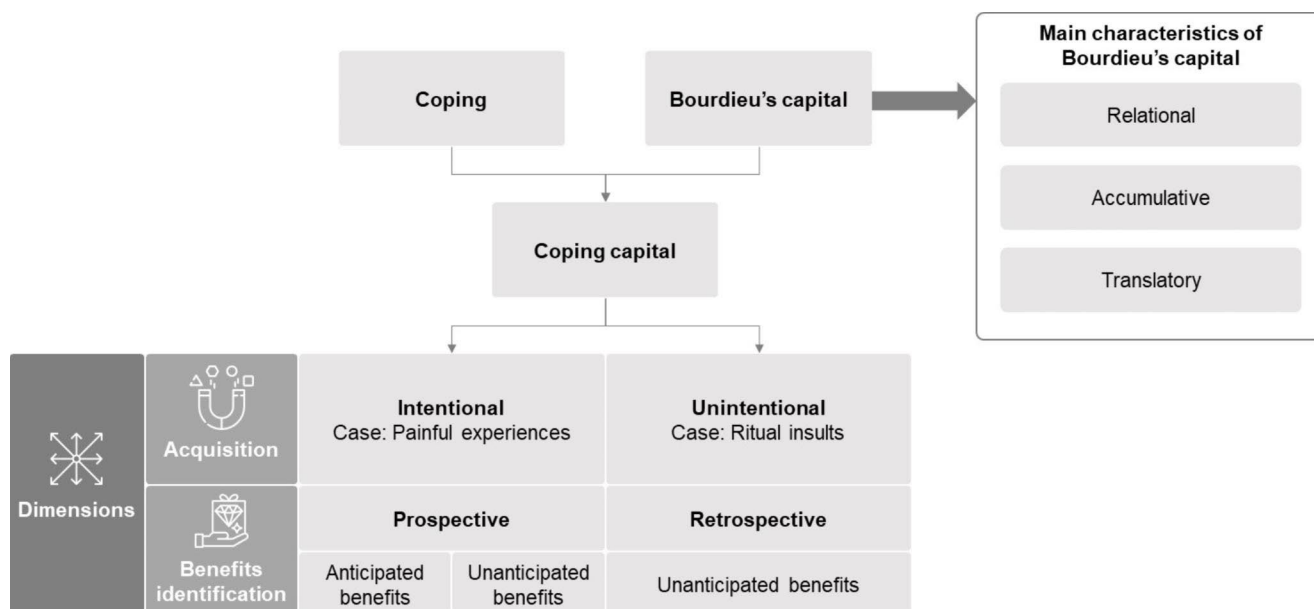 Coping
Bourdieu’s capital
Main characteristics of
Bourdieu’s capital
Relational
Accumulative
Translatory
Coping capital
Dimensions
Acquisition
Intentional
Case: Painful experiences
Unintentional
Case: Ritual insults
Benefits
identification
Prospective
Retrospective
Anticipated
benefits
Unanticipated
benefits
Unanticipated benefits